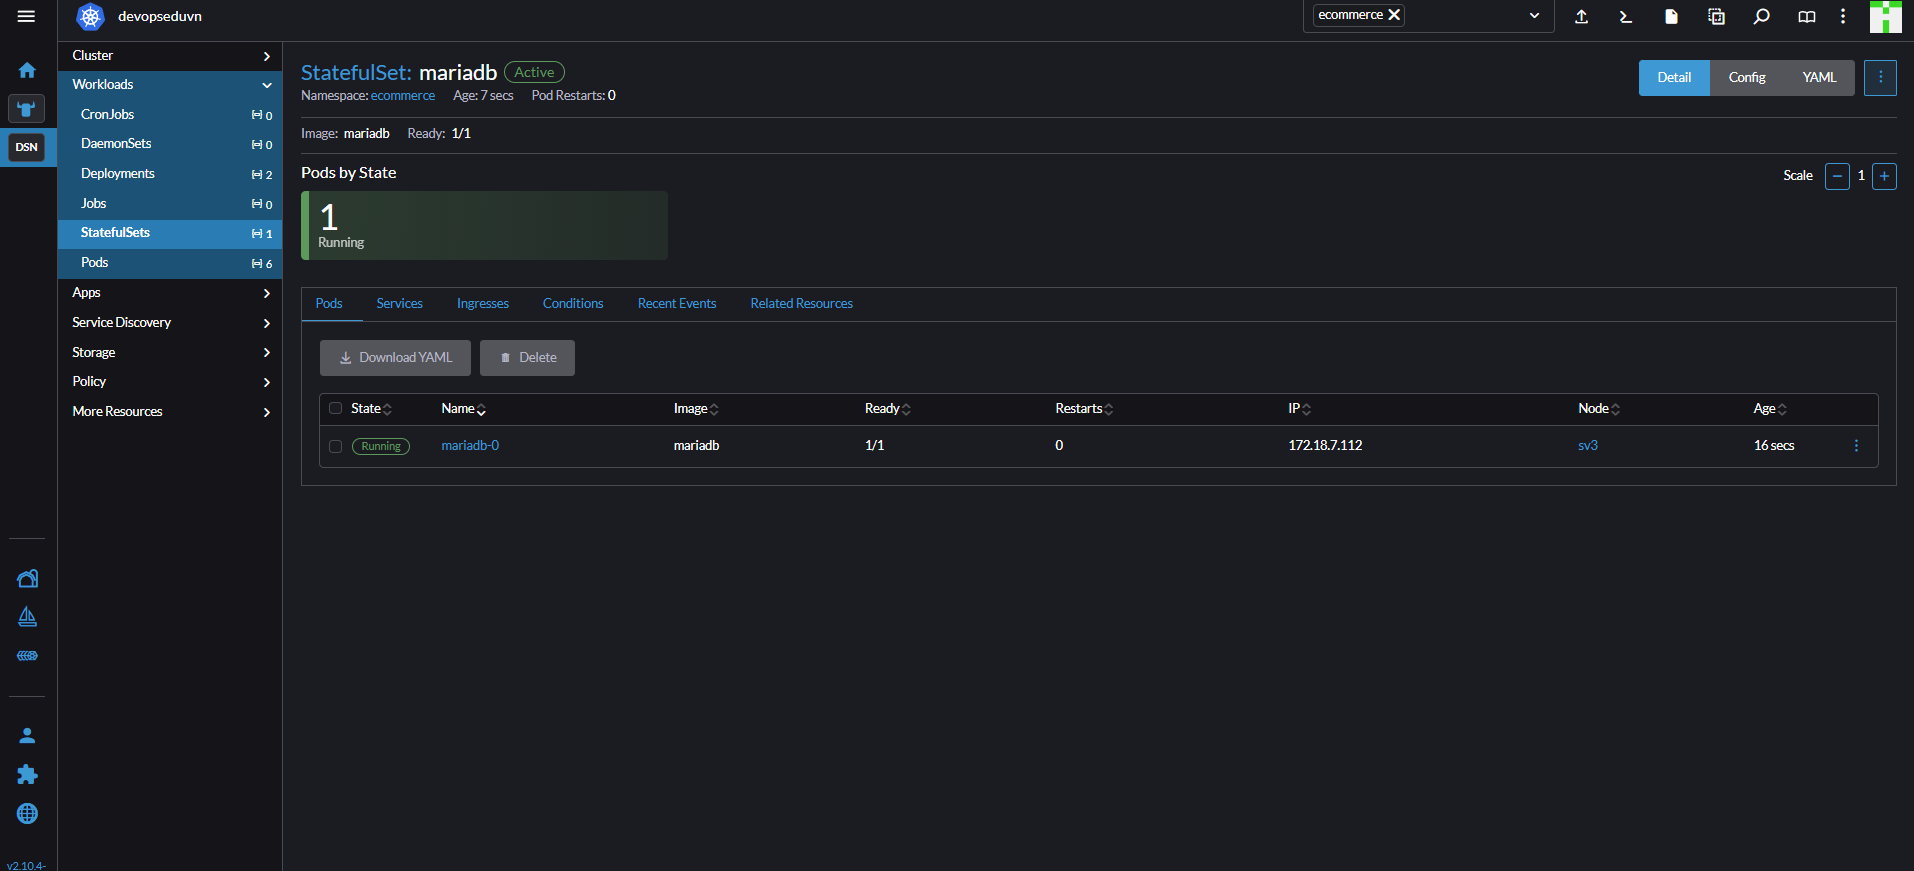 devopseduvn
ecommerce
DSN
Cluster
Workloads
CronJobs 0
DaemonSets 0
Deployments 2
Jobs 0
StatefulSets 1
Pods 6
Apps
Service Discovery
Storage
Policy
More Resources
v2.10.4-
StatefulSet: mariadb Active
Detail Config YAML
Namespace: ecommerce Age: 7 secs Pod Restarts: 0
Image: mariadb Ready: 1/1
Pods by State
Scale 1
1
Running
Pods Services Ingresses Conditions Recent Events Related Resources
Download YAML Delete
State Name Image Ready Restarts IP Node Age
Running mariadb-0 mariadb 1/1 0 172.18.7.112 sv3 16 secs